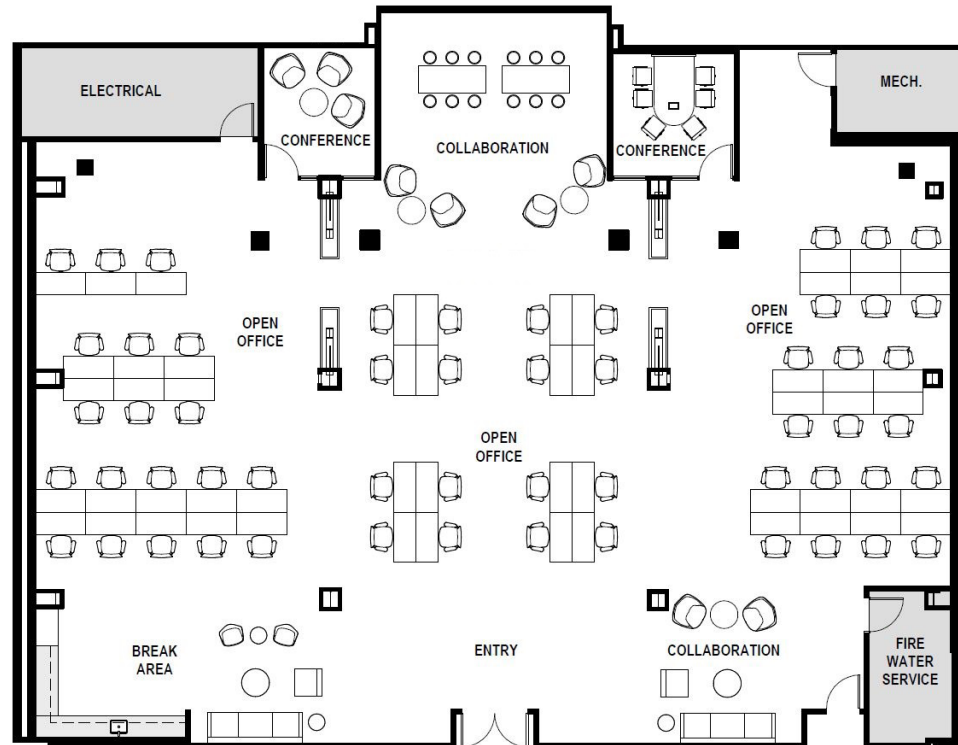 ELECTRICAL
MECH.
CONFERENCE
COLLABORATION
CONFERENCE
OPEN
OFFICE
OPEN
OFFICE
OPEN
OFFICE
BREAK
AREA
ENTRY
COLLABORATION
FIRE
WATER
SERVICE